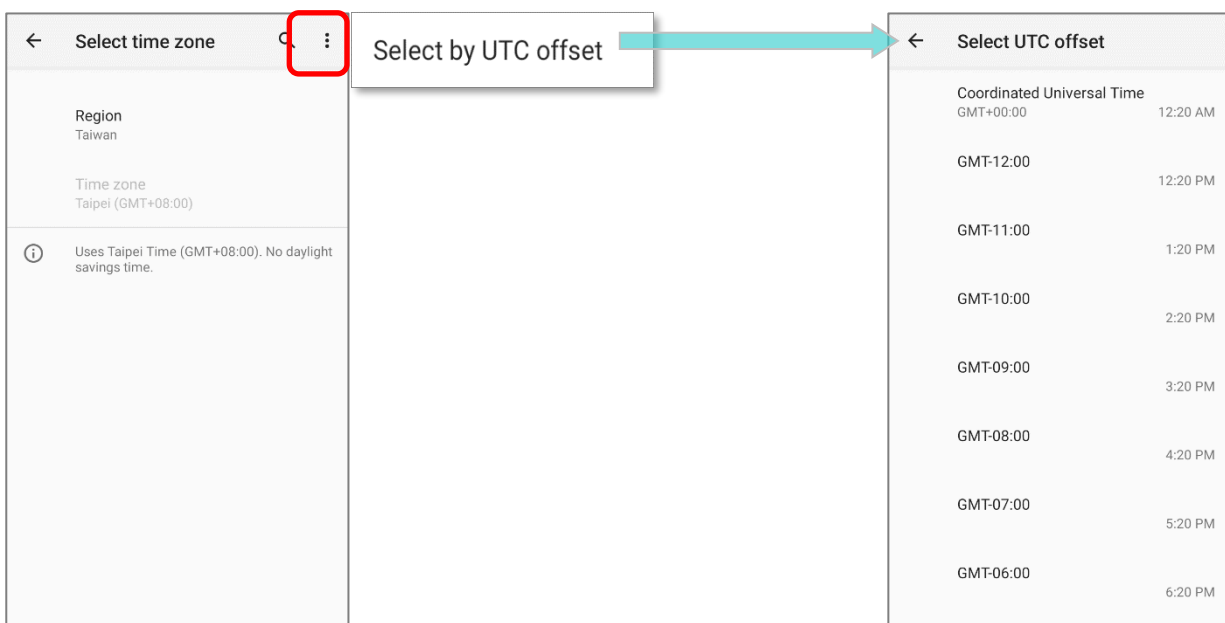 Select time zone
Region
Taiwan
Time zone
Taipei (GMT+08:00)
Uses Taipei Time (GMT+08:00). No daylight
savings time.
Select by UTC offset
Select UTC offset
Coordinated Universal Time
GMT+00:00 12:20 AM
GMT-12:00
12:20 PM
GMT-11:00
1:20 PM
GMT-10:00
2:20 PM
GMT-09:00
3:20 PM
GMT-08:00
4:20 PM
GMT-07:00
5:20 PM
GMT-06:00
6:20 PM